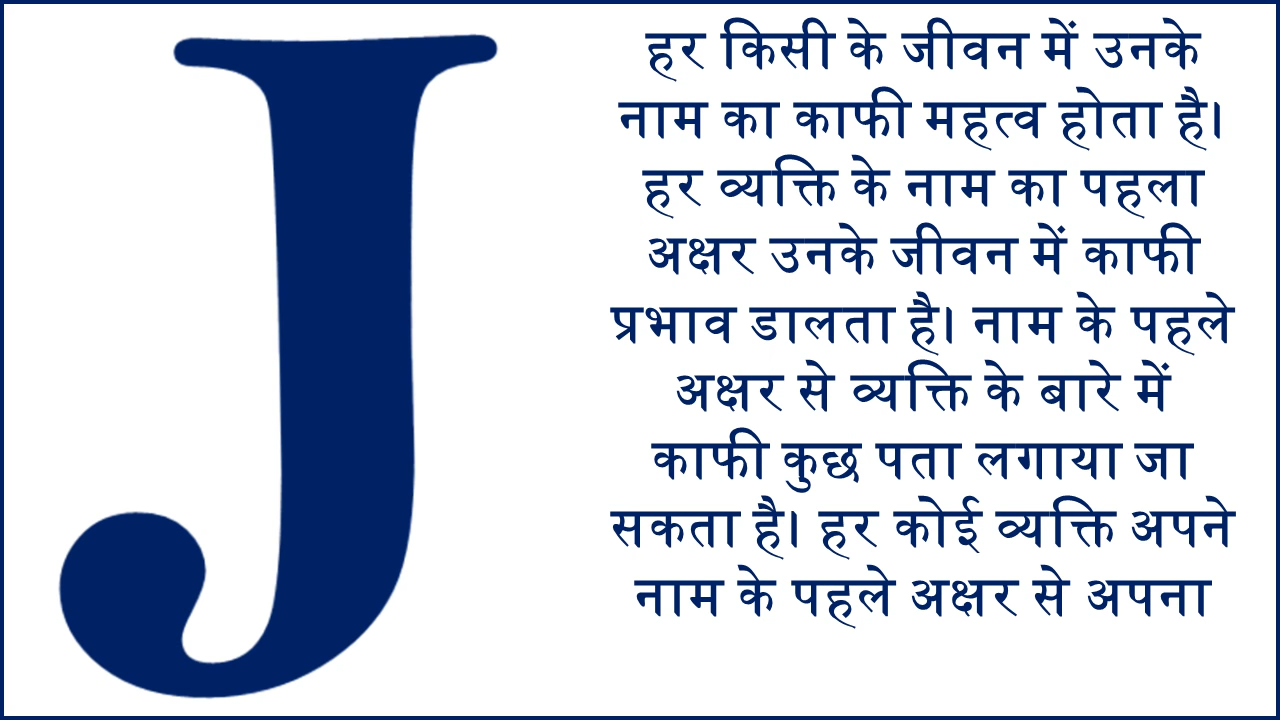 J
हर किसी के जीवन में उनके
नाम का काफी महत्व होता है।
हर व्यक्ति के नाम का पहला
अक्षर उनके जीवन में काफी
प्रभाव डालता है। नाम के पहले
अक्षर से व्यक्ति के बारे में
काफी कुछ पता लगाया जा
सकता है। हर कोई व्यक्ति अपने
नाम के पहले अक्षर से अपना